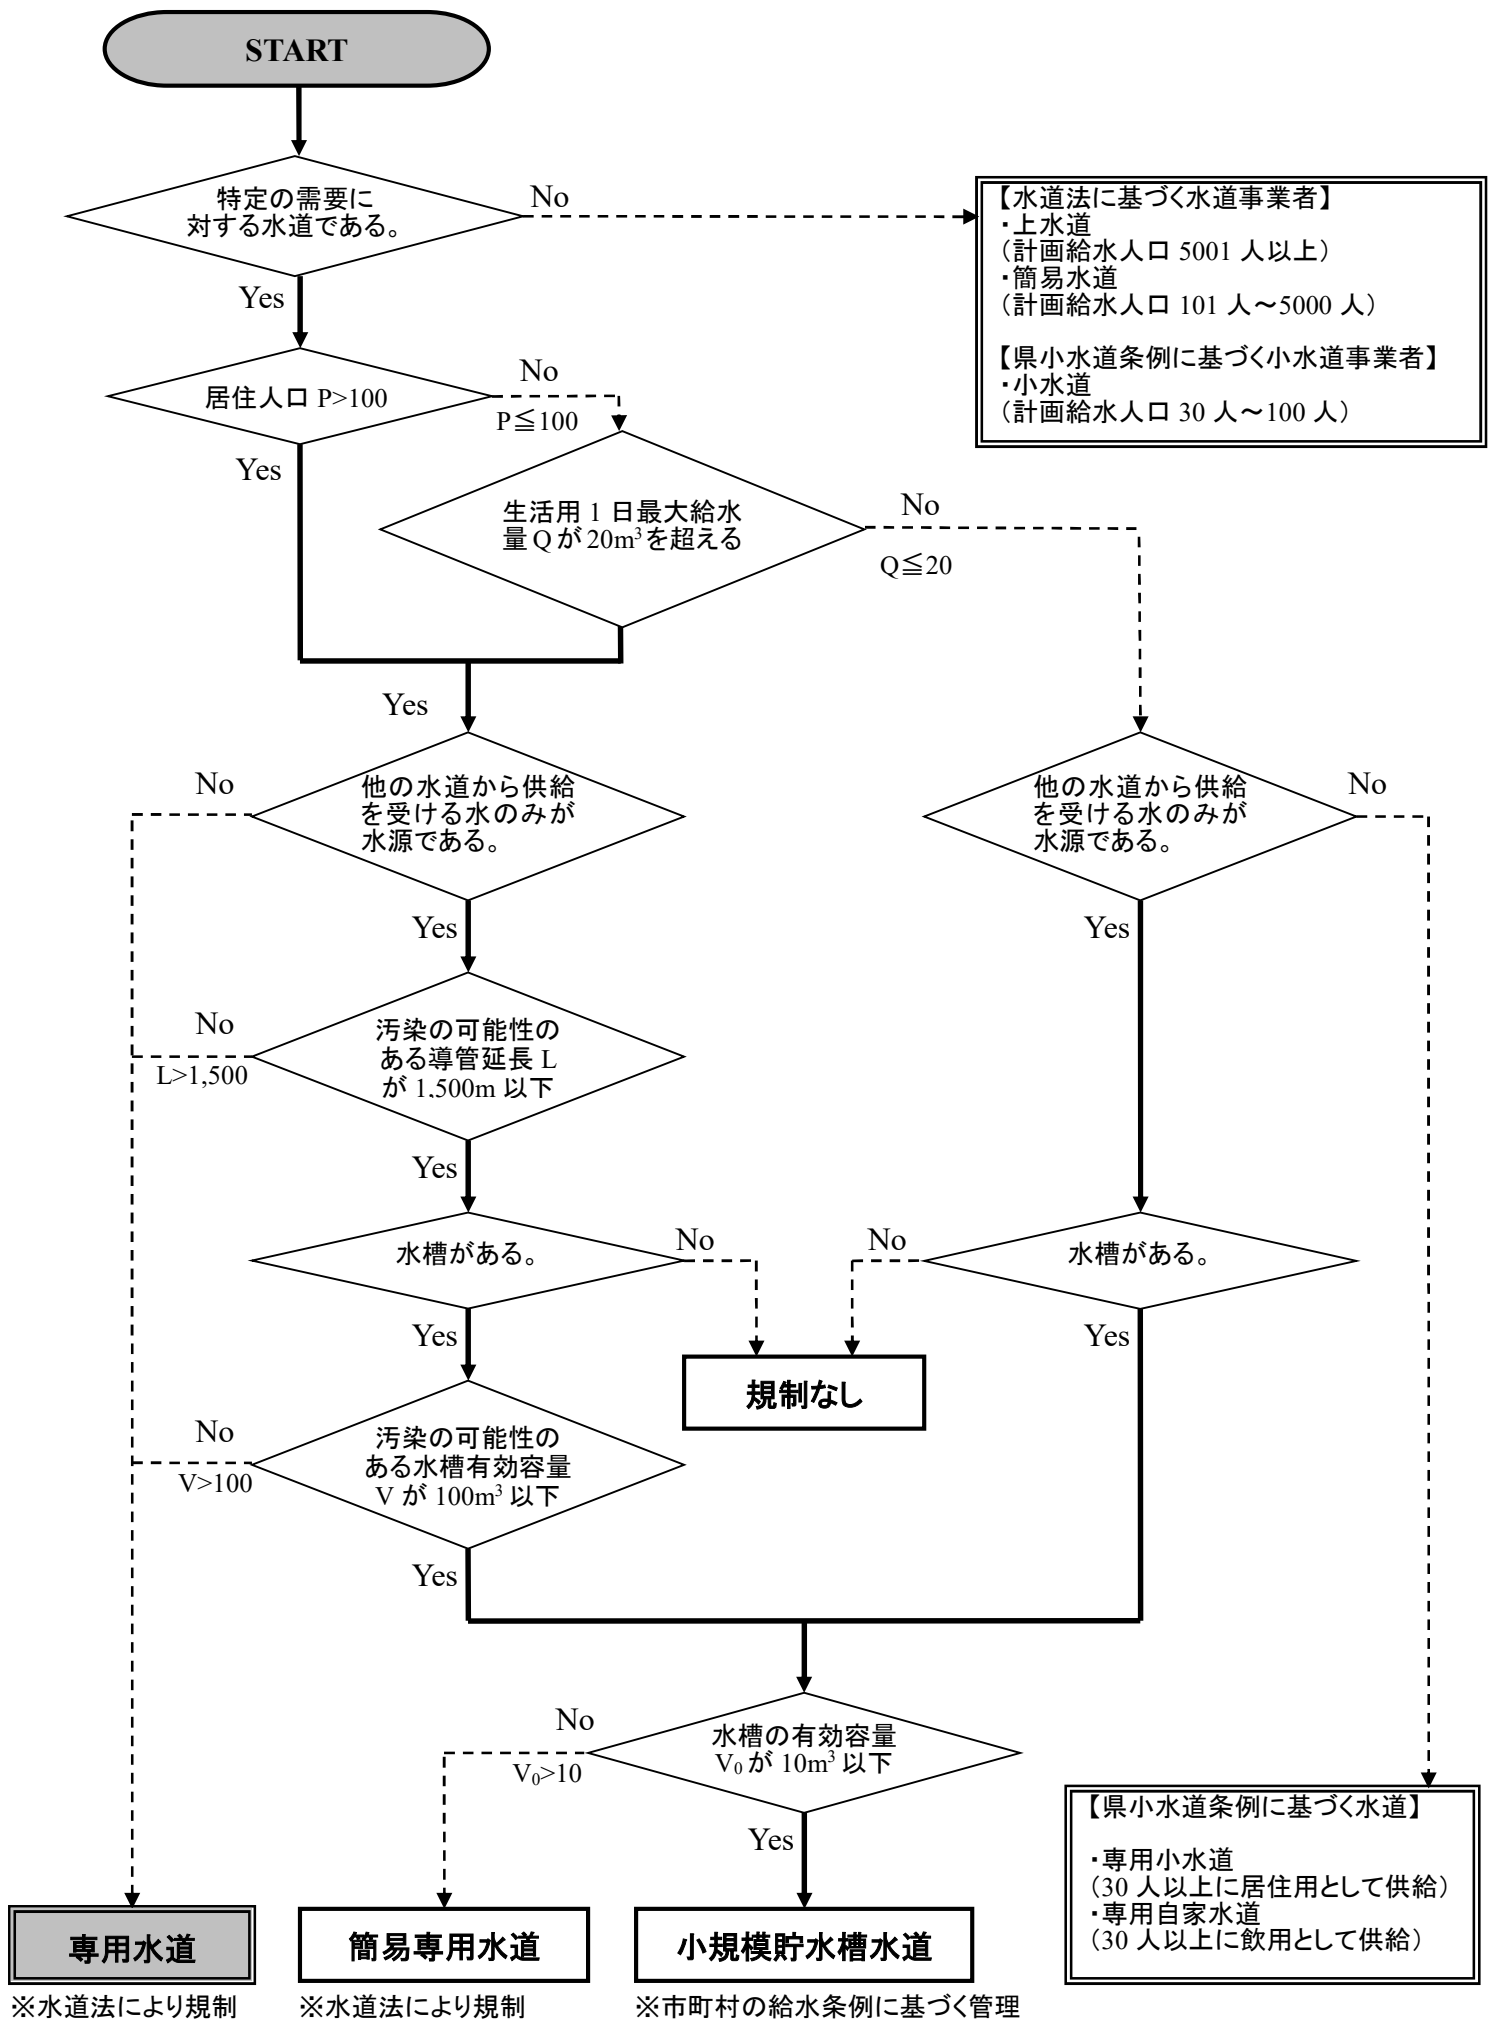 START
特定の需要に
対する水道である。
No
【水道法に基づく水道事業者】
・上水道
（計画給水人口 5001 人以上）
・簡易水道
（計画給水人口 101 人～5000 人）
【県小水道条例に基づく小水道事業者】
・小水道
（計画給水人口 30 人～100 人）
Yes
居住人口 P>100
No
P≦100
Yes
生活用 1 日最大給水
量 Q が 20m³を超える
No
Q≦20
Yes
他の水道から供給
を受ける水のみが
水源である。
No
他の水道から供給
を受ける水のみが
水源である。
No
Yes
Yes
汚染の可能性の
ある導管延長 L
が 1,500m 以下
No
L>1,500
Yes
水槽がある。
No
No
水槽がある。
Yes
Yes
規制なし
汚染の可能性の
ある水槽有効容量
V が 100m³ 以下
No
V>100
Yes
水槽の有効容量
V₀ が 10m³ 以下
No
V₀>10
Yes
【県小水道条例に基づく水道】
・専用小水道
（30 人以上に居住用として供給）
・専用自家水道
（30 人以上に飲用として供給）
専用水道
簡易専用水道
小規模貯水槽水道
※水道法により規制
※水道法により規制
※市町村の給水条例に基づく管理